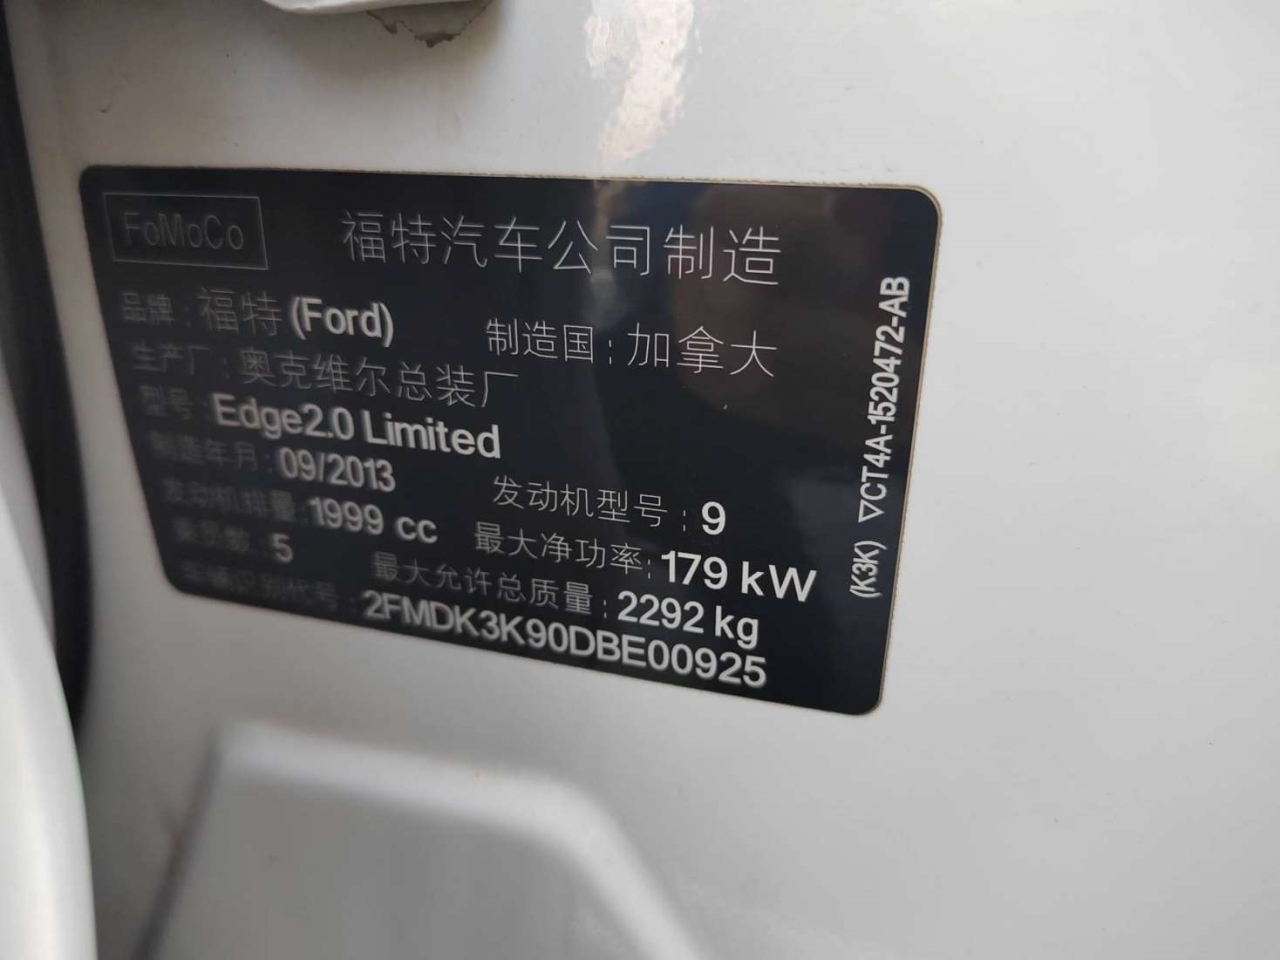 FoMoCo
福特汽车公司制造
品牌:福特(Ford) 制造国:加拿大
生产厂:奥克维尔总装厂
型号:Edge2.0 Limited
制造年月:09/2013 发动机型号:9
发动机排量:1999 cc 最大净功率:179 kW
乘员数:5 最大允许总质量:2292 kg
车辆识别代号:2FMDK3K90DBE00925
(K3K) ▽CT4A-1520472-AB